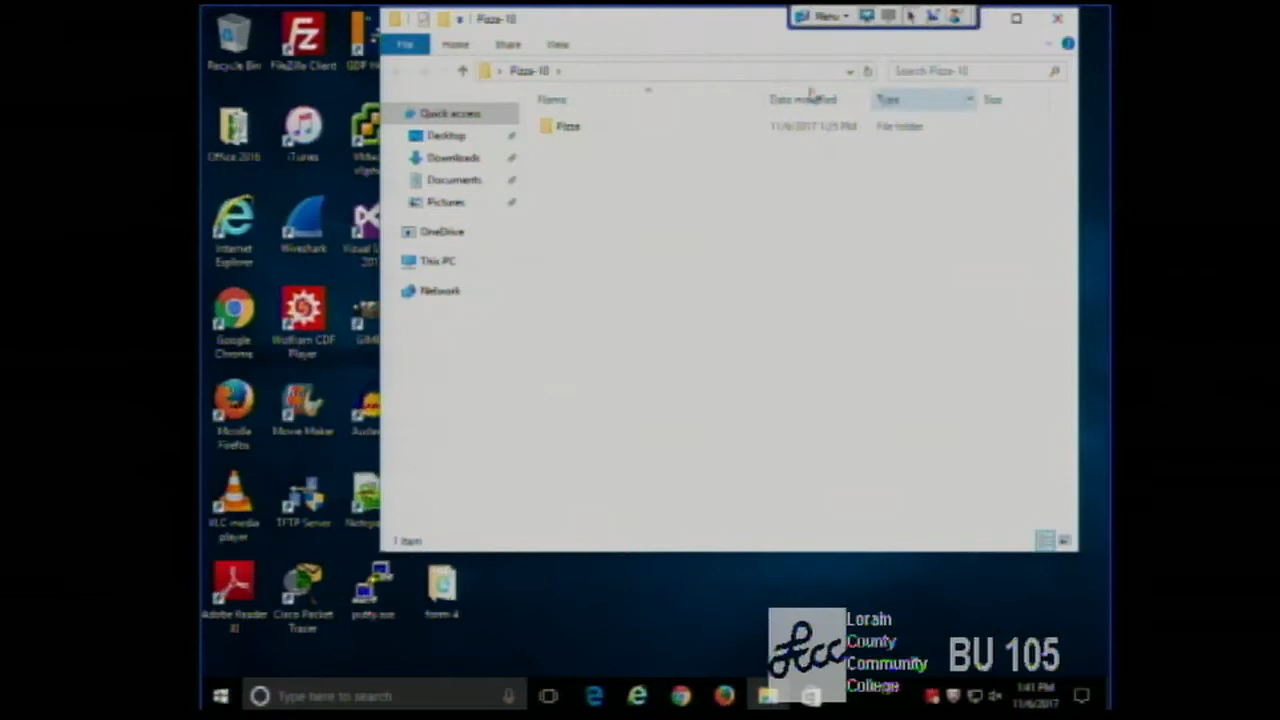 Pizza-10
Menu
File
Home
Share
View
Pizza-10
Search Pizza-10
Name
Date modified
Type
Size
Quick access
Pizza
11/6/2017 1:25 PM
File folder
Desktop
Downloads
Documents
Pictures
OneDrive
This PC
Network
1 item
Recycle Bin
FileZilla Client
Office 2016
iTunes
Internet
Explorer
Wireshark
Google
Chrome
Wolfram CDF
Player
Mozilla
Firefox
Movie Maker
VLC media
player
TFTP Server
Adobe Reader
XI
Cisco Packet
Tracer
putty.exe
form 4
Lorain
County
Community
College
BU 105
Type here to search
1:41 PM
11/6/2017